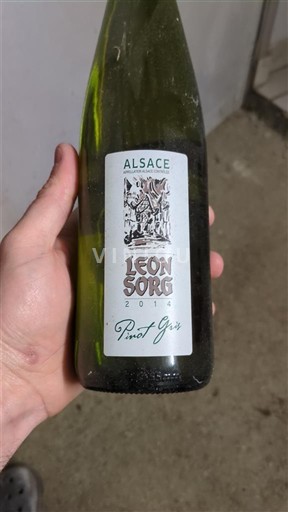 ALSACE
APPELLATION ALSACE CONTRÔLÉE
LEON
SORG
2014
Pinot Gris